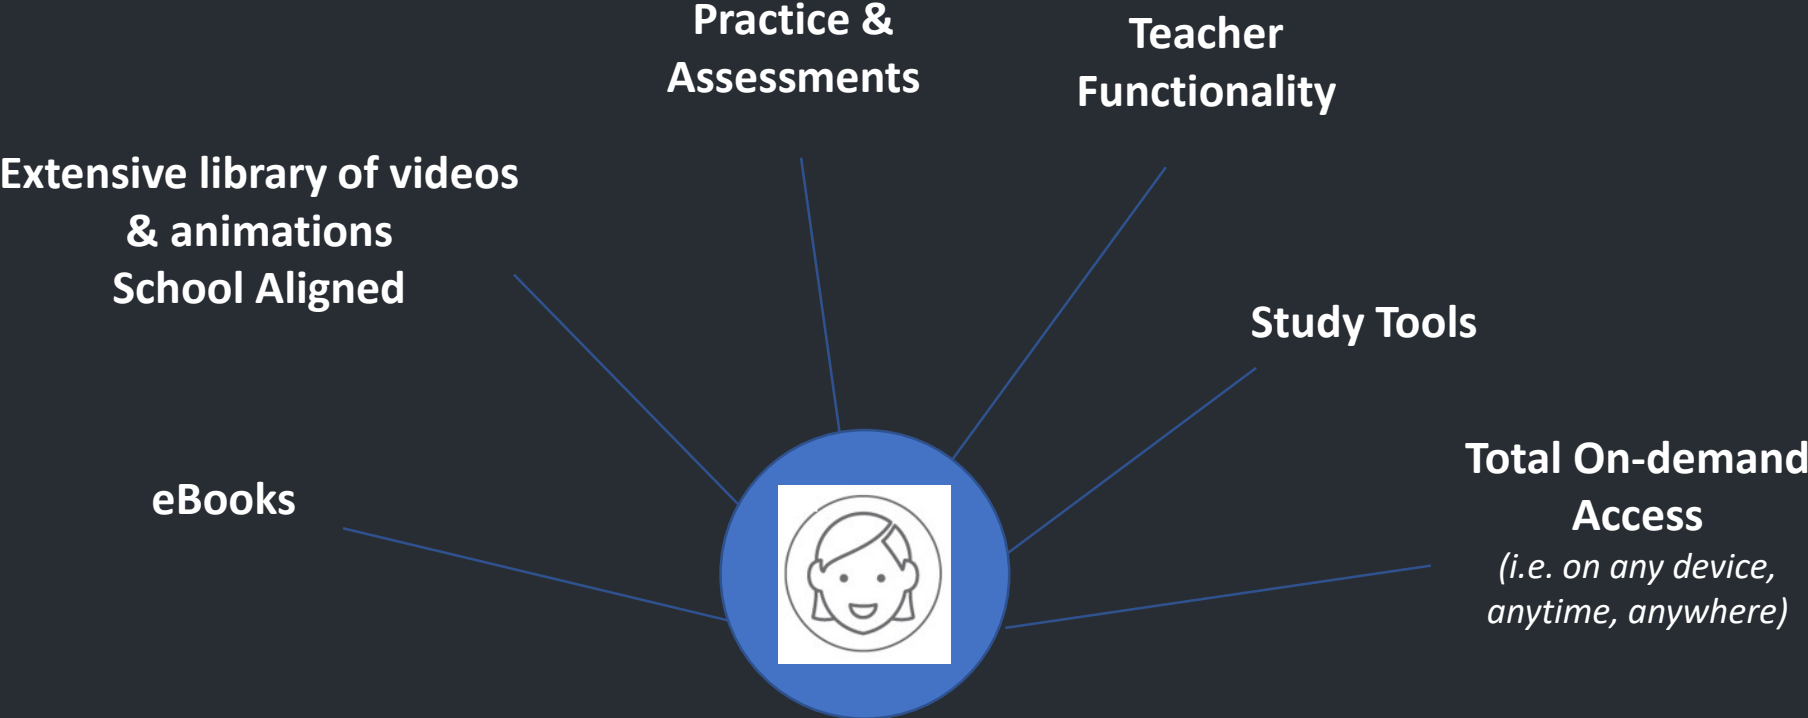 Practice &
Assessments
Teacher
Functionality
Extensive library of videos
& animations
School Aligned
Study Tools
eBooks
Total On-demand
Access
(i.e. on any device,
anytime, anywhere)